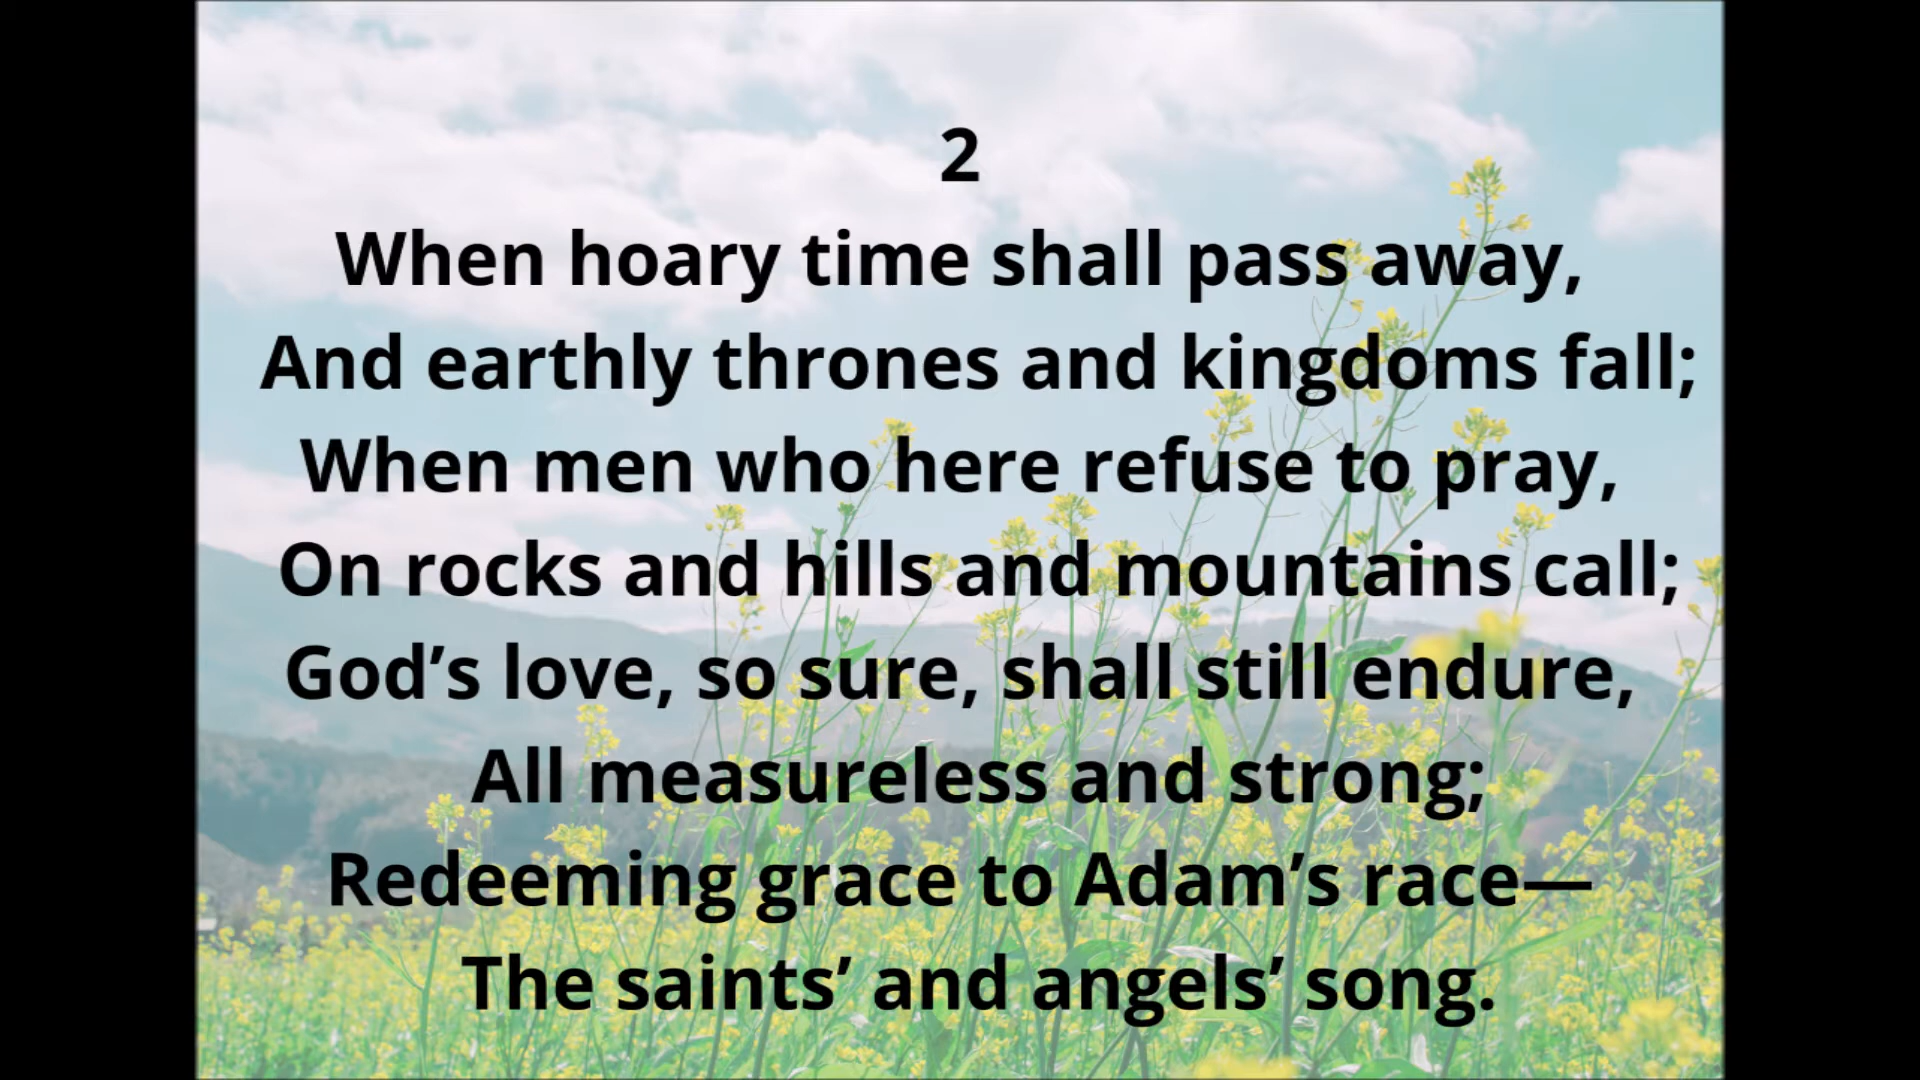 2
When hoary time shall pass away,
And earthly thrones and kingdoms fall;
When men who here refuse to pray,
On rocks and hills and mountains call;
God’s love, so sure, shall still endure,
All measureless and strong;
Redeeming grace to Adam’s race—
The saints’ and angels’ song.